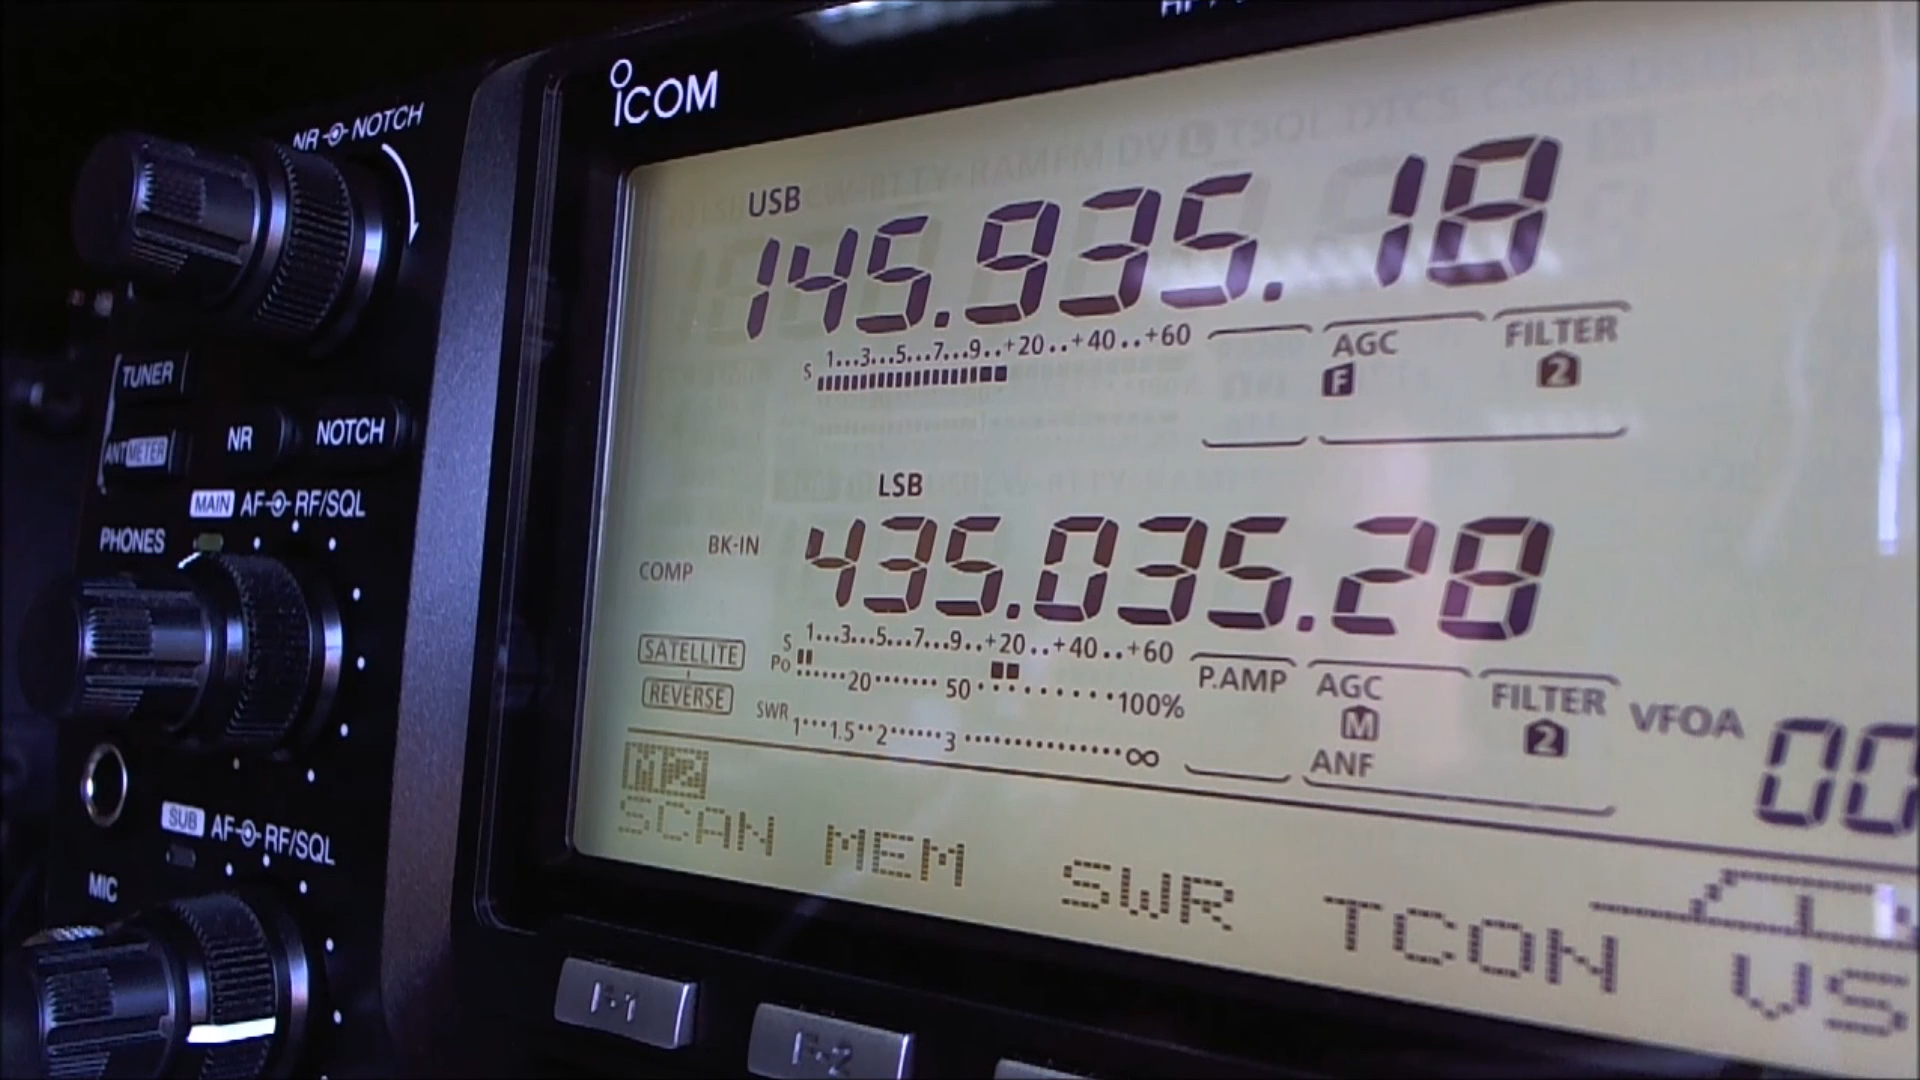 ICOM
NR NOTCH
USB
145.935.18
S 1...3...5...7...9..+20..+40..+60
AGC
F
FILTER
2
TUNER
ANT METER
NR
NOTCH
MAIN AF RF/SQL
PHONES
LSB
BK-IN
COMP
435.035.28
SATELLITE
REVERSE
S 1...3...5...7...9..+20..+40..+60
Po 20 50 100%
SWR 1 1.5 2 3 ∞
P.AMP
AGC
M
ANF
FILTER
2
VFOA
00
SUB AF RF/SQL
MIC
M2
SCAN MEM SWR TCON VS
F-1
F-2